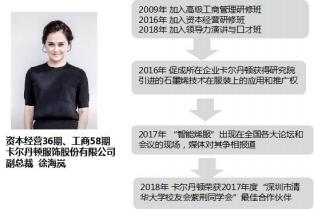 2009年 加入高级工商管理研修班
2016年 加入资本经营研修班
2018年 加入领导力演讲与口才班
2016年 促成所在企业卡尔丹顿获得研究院
引进的石墨烯技术在服装上的应用和推广权
2017年 “智能烯服”出现在全国各大论坛和
会议的现场，媒体对其争相报道
2018年 卡尔丹顿荣获2017年度“深圳市清
华大学校友会紫荆同学会”最佳合作伙伴
资本经营36期、工商58期
卡尔丹顿服饰股份有限公司
副总裁 徐海岚